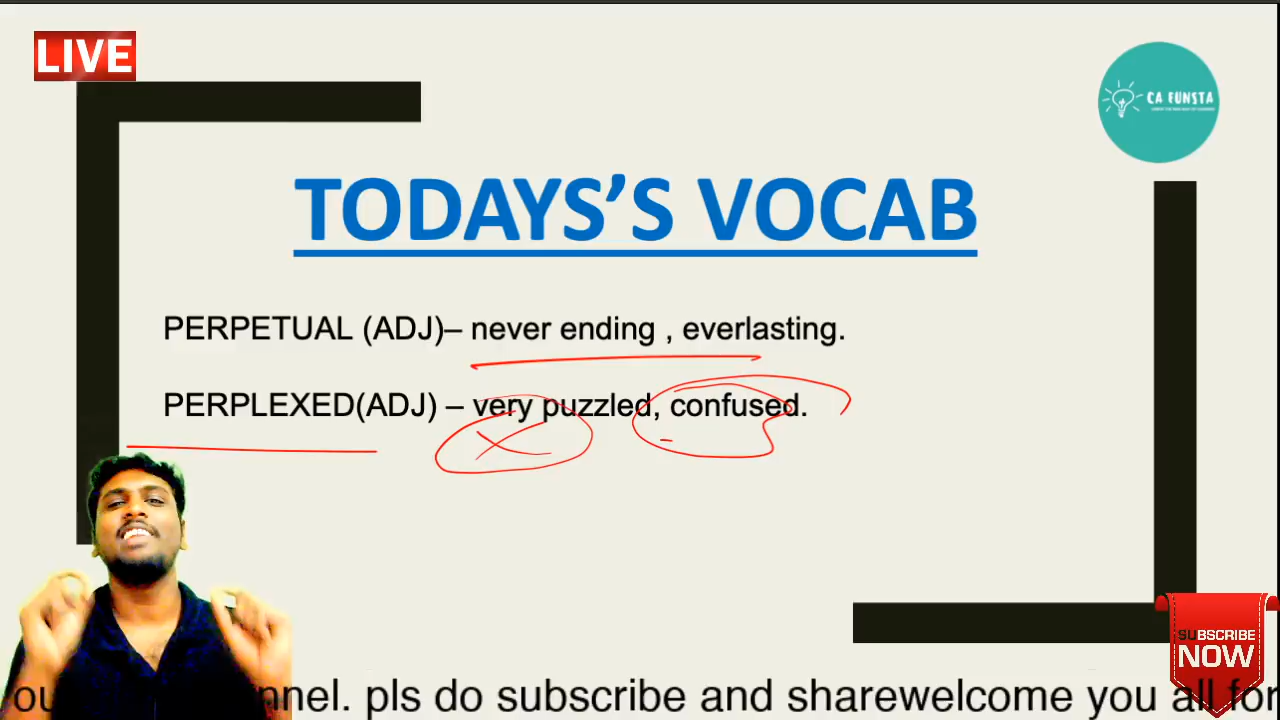 LIVE
CA FUNSTA
TODAYS’S VOCAB
PERPETUAL (ADJ)– never ending , everlasting.
PERPLEXED(ADJ) – very puzzled, confused.
SUBSCRIBE
NOW
nnel. pls do subscribe and sharewelcome you all for